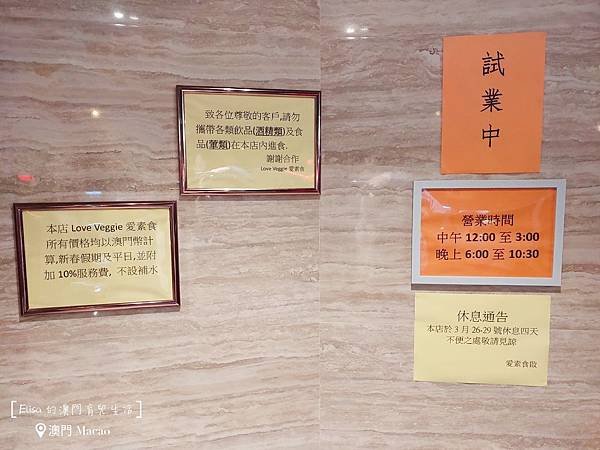 致各位尊敬的客戶,請勿
攜帶各類飲品(酒精類)及食
品(葷類)在本店內進食.
謝謝合作
Love Veggie 愛素食
本店 Love Veggie 愛素食
所有價格均以澳門幣計
算,新春假期及平日,並附
加 10%服務費, 不設補水
試業中
營業時間
中午 12:00 至 3:00
晚上 6:00 至 10:30
休息通告
本店於 3 月 26-29 號休息四天
不便之處敬請見諒
愛素食啟
[Elisa 的澳門育兒生活]
澳門 Macao